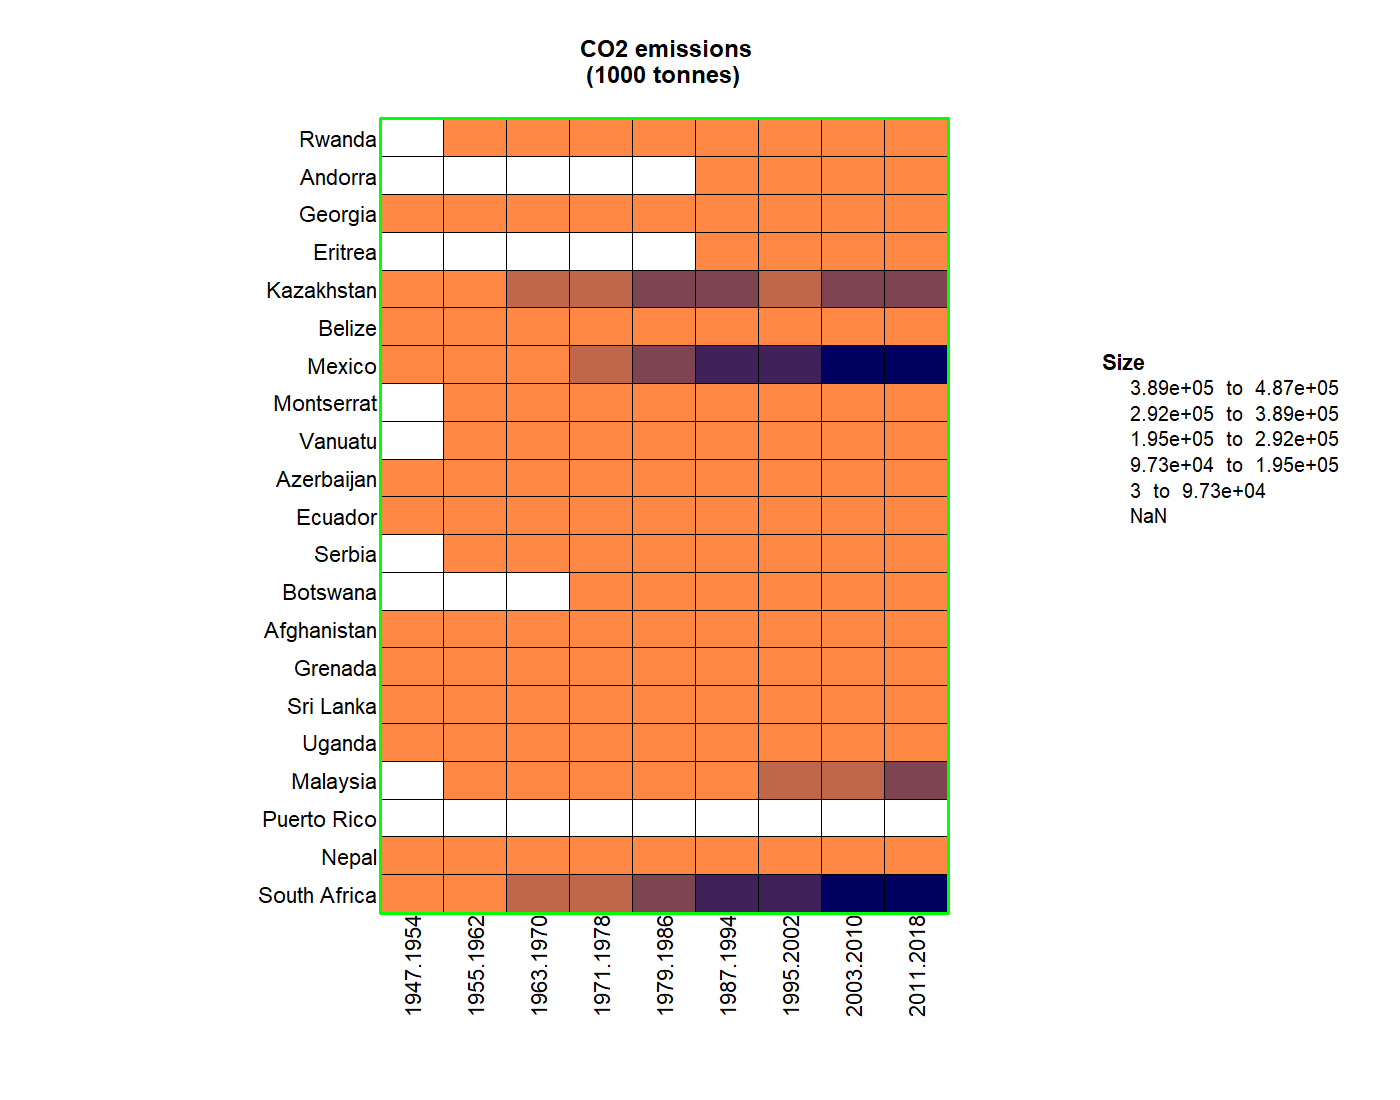 CO2 emissions
(1000 tonnes)
Rwanda
Andorra
Georgia
Eritrea
Kazakhstan
Belize
Mexico
Montserrat
Vanuatu
Azerbaijan
Ecuador
Serbia
Botswana
Afghanistan
Grenada
Sri Lanka
Uganda
Malaysia
Puerto Rico
Nepal
South Africa
1947.1954
1955.1962
1963.1970
1971.1978
1979.1986
1987.1994
1995.2002
2003.2010
2011.2018
Size
3.89e+05 to 4.87e+05
2.92e+05 to 3.89e+05
1.95e+05 to 2.92e+05
9.73e+04 to 1.95e+05
3 to 9.73e+04
NaN